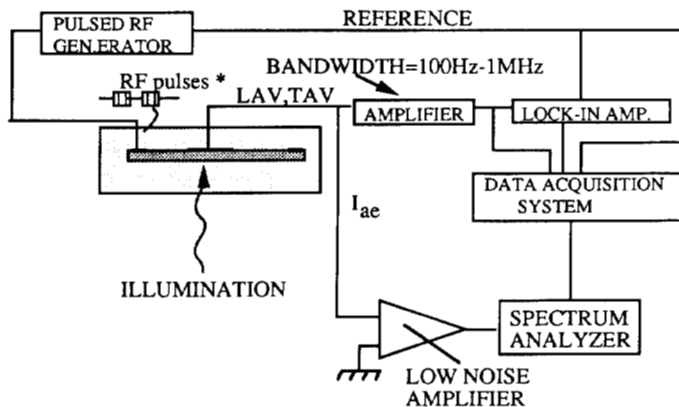 PULSED RF
GEN.ERATOR
REFERENCE
RF pulses *
BANDWIDTH=100Hz-1MHz
LAV,TAV
AMPLIFIER
LOCK-IN AMP.
DATA ACQUISITION
SYSTEM
I ae
ILLUMINATION
SPECTRUM
ANALYZER
LOW NOISE
AMPLIFIER